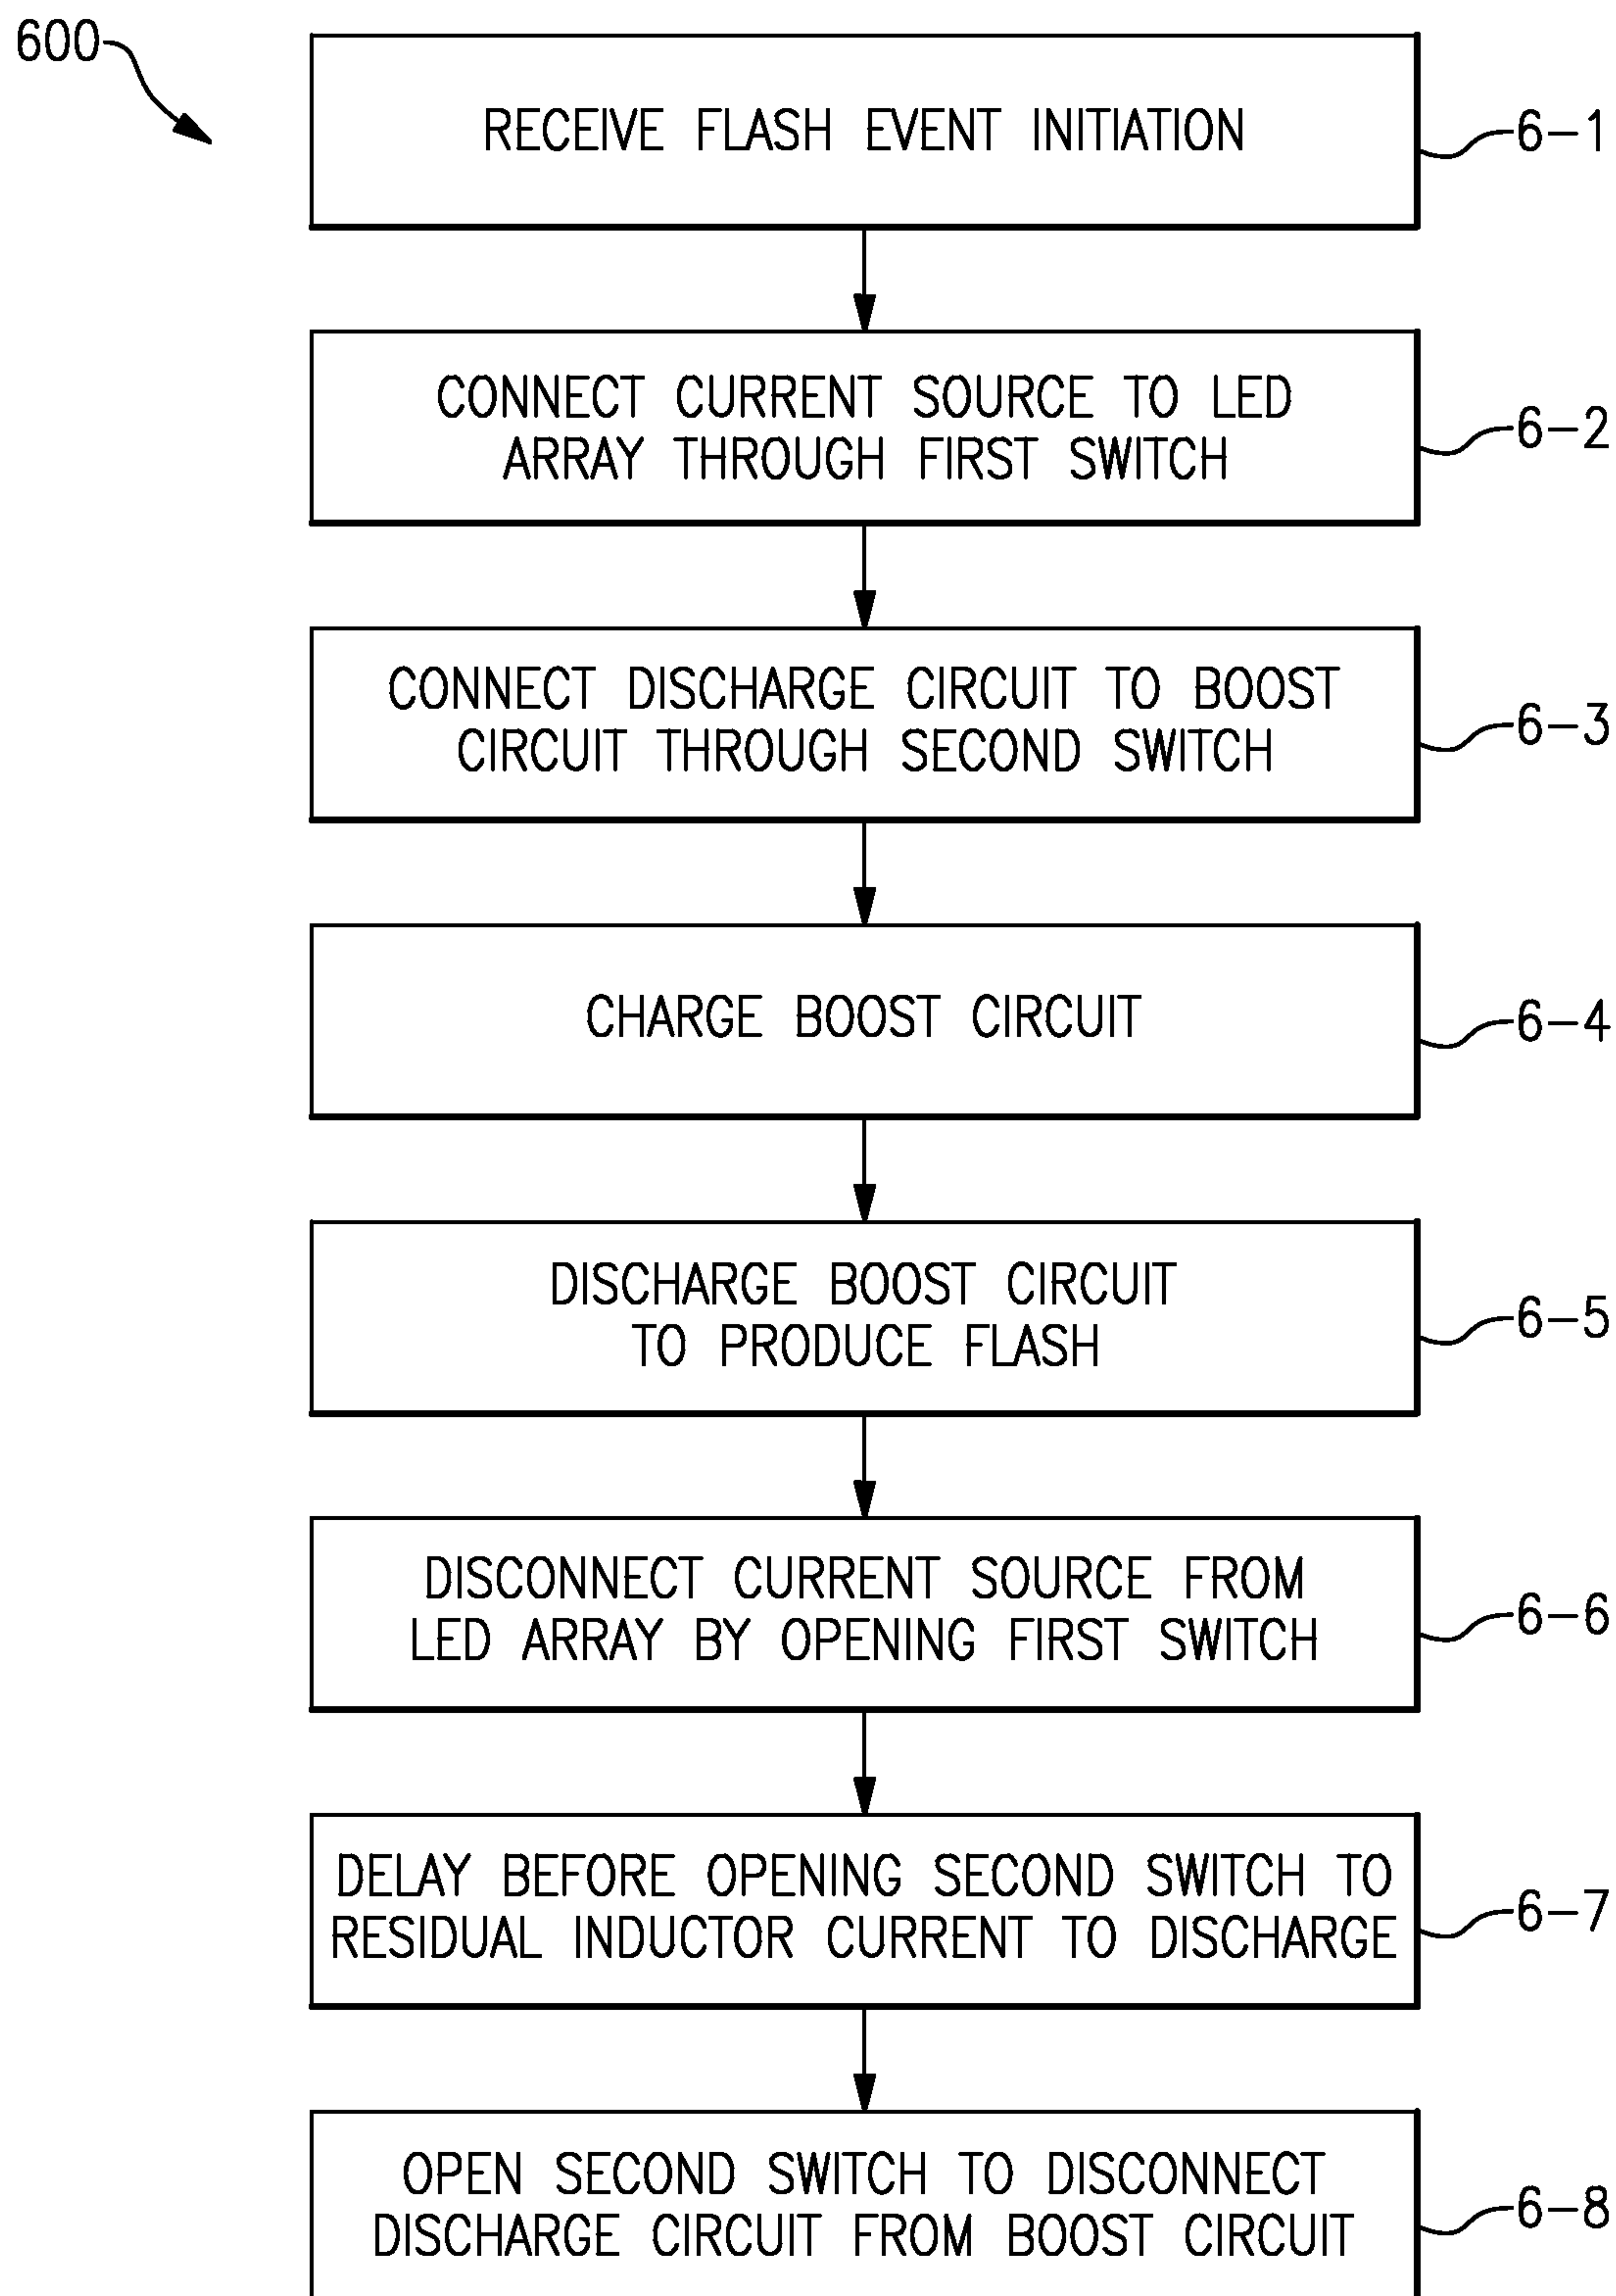 600
RECEIVE FLASH EVENT INITIATION
6-1
CONNECT CURRENT SOURCE TO LED
ARRAY THROUGH FIRST SWITCH
6-2
CONNECT DISCHARGE CIRCUIT TO BOOST
CIRCUIT THROUGH SECOND SWITCH
6-3
CHARGE BOOST CIRCUIT
6-4
DISCHARGE BOOST CIRCUIT
TO PRODUCE FLASH
6-5
DISCONNECT CURRENT SOURCE FROM
LED ARRAY BY OPENING FIRST SWITCH
6-6
DELAY BEFORE OPENING SECOND SWITCH TO
RESIDUAL INDUCTOR CURRENT TO DISCHARGE
6-7
OPEN SECOND SWITCH TO DISCONNECT
DISCHARGE CIRCUIT FROM BOOST CIRCUIT
6-8